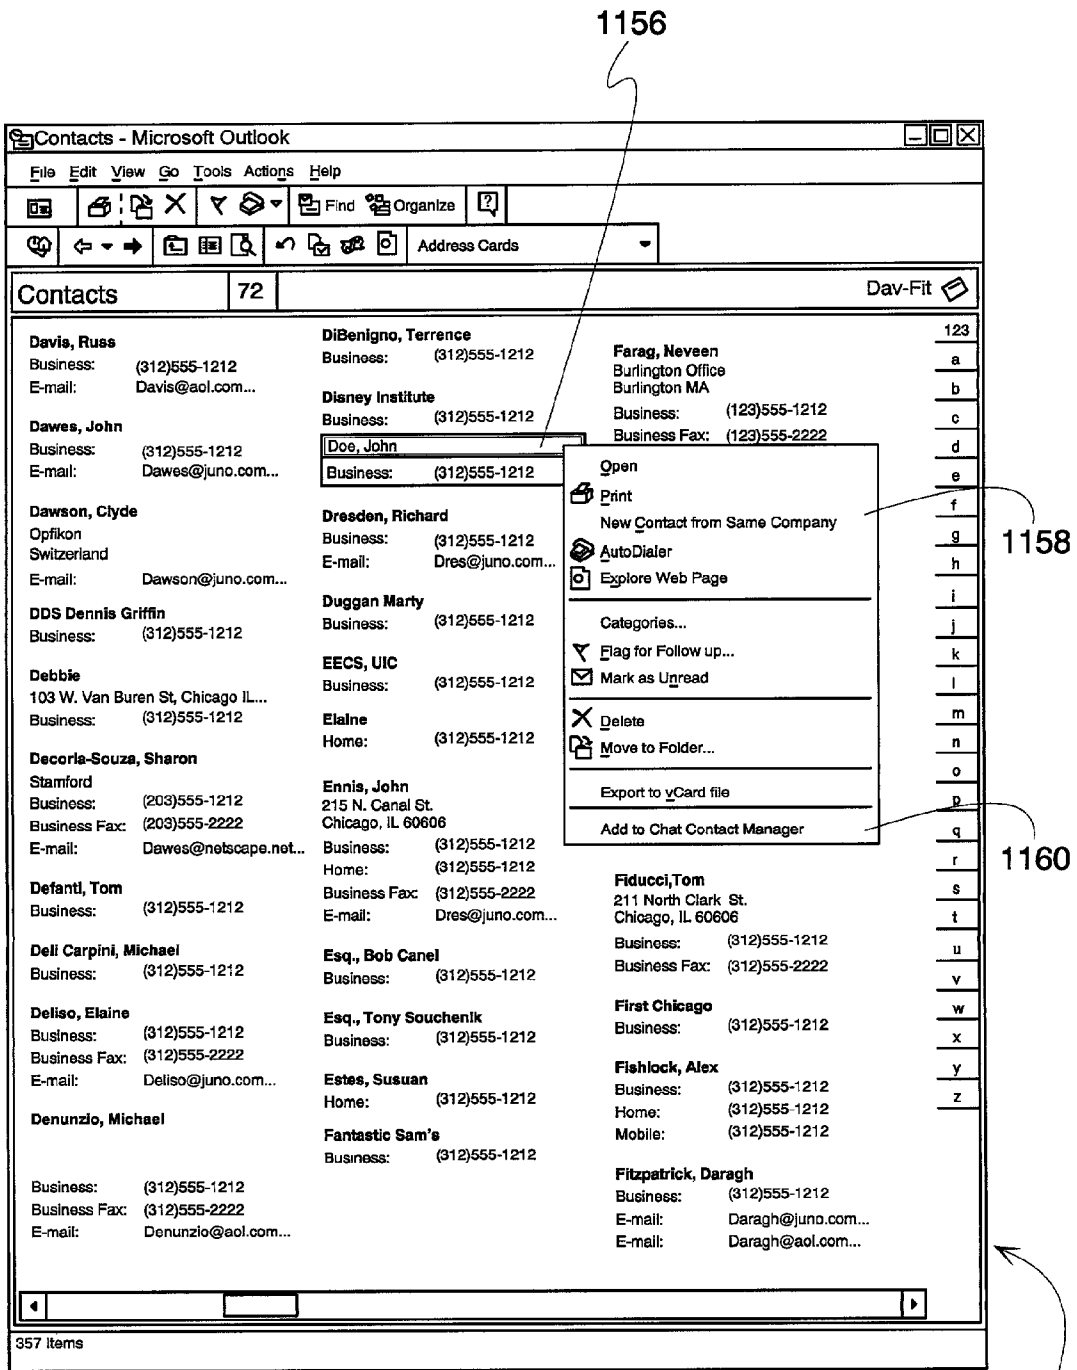 1156
Contacts - Microsoft Outlook
File Edit View Go Tools Actions Help
Find Organize
Address Cards
Contacts 72 Dav-Fit
Davis, Russ
Business: (312)555-1212
E-mail: Davis@aol.com...
Dawes, John
Business: (312)555-1212
E-mail: Dawes@juno.com...
Dawson, Clyde
Opfikon
Switzerland
E-mail: Dawson@juno.com...
DDS Dennis Griffin
Business: (312)555-1212
Debbie
103 W. Van Buren St, Chicago IL...
Business: (312)555-1212
Decorla-Souza, Sharon
Stamford
Business: (203)555-1212
Business Fax: (203)555-2222
E-mail: Dawes@netscape.net...
Defanti, Tom
Business: (312)555-1212
Deli Carpini, Michael
Business: (312)555-1212
Deliso, Elaine
Business: (312)555-1212
Business Fax: (312)555-2222
E-mail: Deliso@juno.com...
Denunzio, Michael
Business: (312)555-1212
Business Fax: (312)555-2222
E-mail: Denunzio@aol.com...
DiBenigno, Terrence
Business: (312)555-1212
Disney Institute
Business: (312)555-1212
Doe, John
Business: (312)555-1212
Dresden, Richard
Business: (312)555-1212
E-mail: Dres@juno.com...
Duggan Marty
Business: (312)555-1212
EECS, UIC
Business: (312)555-1212
Elaine
Home: (312)555-1212
Ennis, John
215 N. Canal St.
Chicago, IL 60606
Business: (312)555-1212
Home: (312)555-1212
Business Fax: (312)555-2222
E-mail: Dres@juno.com...
Esq., Bob Canel
Business: (312)555-1212
Esq., Tony Souchenik
Business: (312)555-1212
Estes, Susuan
Home: (312)555-1212
Fantastic Sam's
Business: (312)555-1212
Farag, Neveen
Burlington Office
Burlington MA
Business: (123)555-1212
Business Fax: (123)555-2222
Open
Print
New Contact from Same Company
AutoDialer
Explore Web Page
Categories...
Flag for Follow up...
Mark as Unread
Delete
Move to Folder...
Export to vCard file
Add to Chat Contact Manager
Fiducci,Tom
211 North Clark St.
Chicago, IL 60606
Business: (312)555-1212
Business Fax: (312)555-2222
First Chicago
Business: (312)555-1212
Fishlock, Alex
Business: (312)555-1212
Home: (312)555-1212
Mobile: (312)555-1212
Fitzpatrick, Daragh
Business: (312)555-1212
E-mail: Daragh@juno.com...
E-mail: Daragh@aol.com...
123
a
b
c
d
e
f
g
h
i
j
k
l
m
n
o
p
q
r
s
t
u
v
w
x
y
z
1158
1160
357 Items